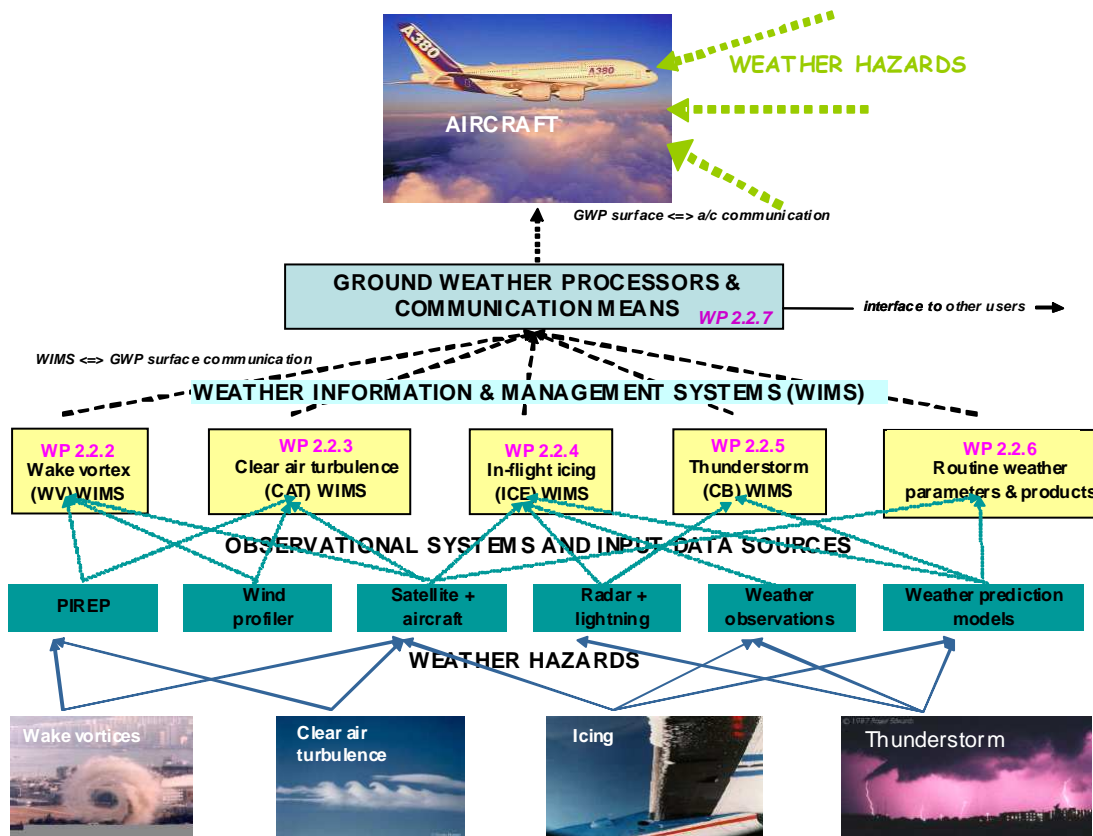 A380
A380
WEATHER HAZARDS
AIRCRAFT
GWP surface <=> a/c communication
GROUND WEATHER PROCESSORS &
COMMUNICATION MEANS
WP 2.2.7
interface to other users
WIMS <=> GWP surface communication
WEATHER INFORMATION & MANAGEMENT SYSTEMS (WIMS)
WP 2.2.2
Wake vortex
(WV) WIMS
WP 2.2.3
Clear air turbulence
(CAT) WIMS
WP 2.2.4
In-flight icing
(ICE) WIMS
WP 2.2.5
Thunderstorm
(CB) WIMS
WP 2.2.6
Routine weather
parameters & products
OBSERVATIONAL SYSTEMS AND INPUT DATA SOURCES
PIREP
Wind
profiler
Satellite +
aircraft
Radar +
lightning
Weather
observations
Weather prediction
models
WEATHER HAZARDS
Wake vortices
Clear air
turbulence
Icing
© 1987 Roger Edwards
Thunderstorm